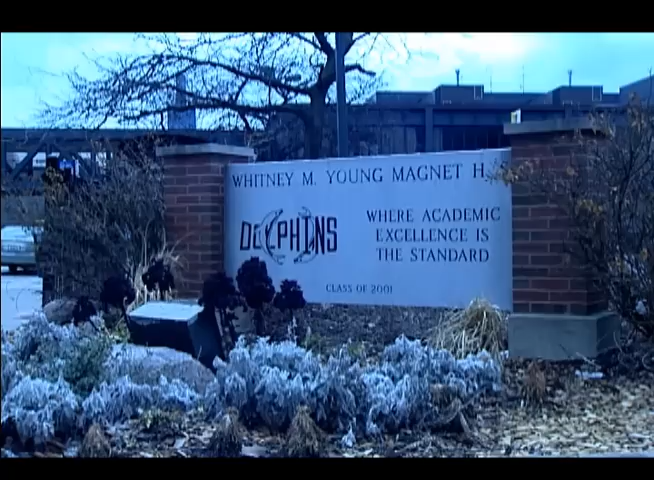 WHITNEY M. YOUNG MAGNET H.
DOLPHINS
WHERE ACADEMIC
EXCELLENCE IS
THE STANDARD
CLASS OF 2001